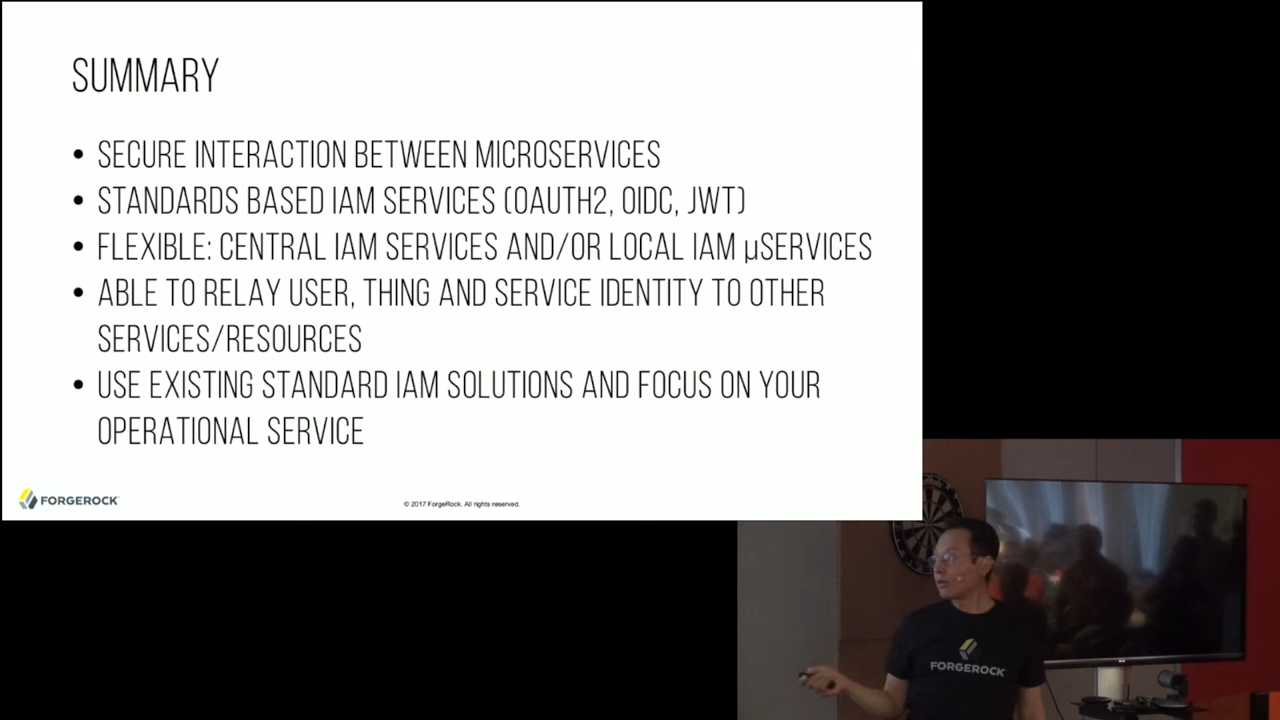 SUMMARY
• SECURE INTERACTION BETWEEN MICROSERVICES
• STANDARDS BASED IAM SERVICES (OAUTH2, OIDC, JWT)
• FLEXIBLE: CENTRAL IAM SERVICES AND/OR LOCAL IAM µSERVICES
• ABLE TO RELAY USER, THING AND SERVICE IDENTITY TO OTHER
SERVICES/RESOURCES
• USE EXISTING STANDARD IAM SOLUTIONS AND FOCUS ON YOUR
OPERATIONAL SERVICE
FORGEROCK
© 2017 ForgeRock. All rights reserved.
FORGEROCK